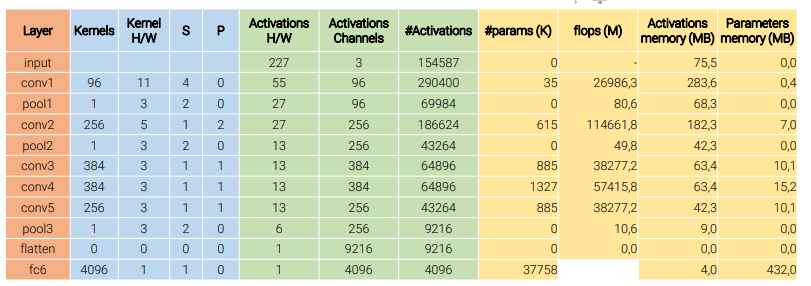 Layer Kernels Kernel H/W S P Activations H/W Activations Channels #Activations #params (K) flops (M) Activations memory (MB) Parameters memory (MB)
input 227 3 154587 0 - 75,5 0,0
conv1 96 11 4 0 55 96 290400 35 26986,3 283,6 0,4
pool1 1 3 2 0 27 96 69984 0 80,6 68,3 0,0
conv2 256 5 1 2 27 256 186624 615 114661,8 182,3 7,0
pool2 1 3 2 0 13 256 43264 0 49,8 42,3 0,0
conv3 384 3 1 1 13 384 64896 885 38277,2 63,4 10,1
conv4 384 3 1 1 13 384 64896 1327 57415,8 63,4 15,2
conv5 256 3 1 1 13 256 43264 885 38277,2 42,3 10,1
pool3 1 3 2 0 6 256 9216 0 10,6 9,0 0,0
flatten 0 0 0 0 1 9216 9216 0 0,0 0,0 0,0
fc6 4096 1 1 0 1 4096 4096 37758 4,0 432,0